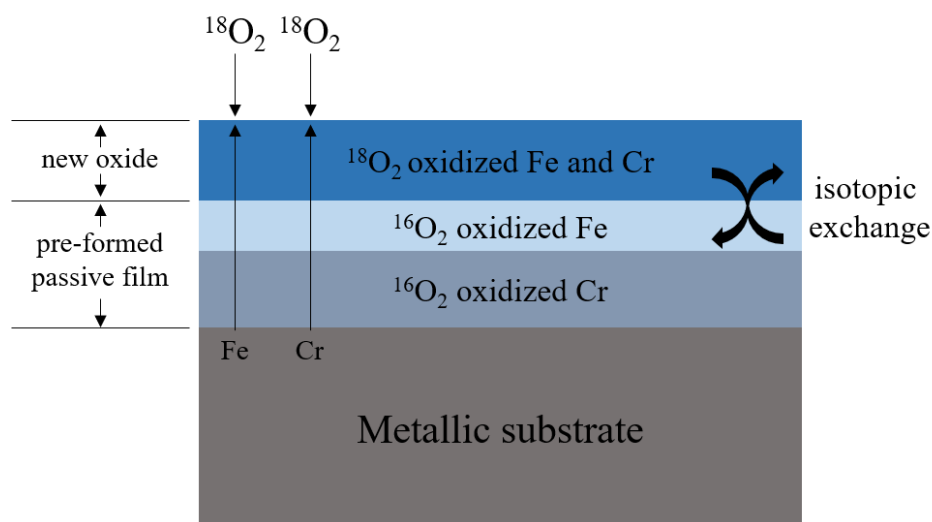 ¹⁸O₂ ¹⁸O₂
new oxide
¹⁸O₂ oxidized Fe and Cr
isotopic
exchange
pre-formed
passive film
¹⁶O₂ oxidized Fe
¹⁶O₂ oxidized Cr
Fe Cr
Metallic substrate